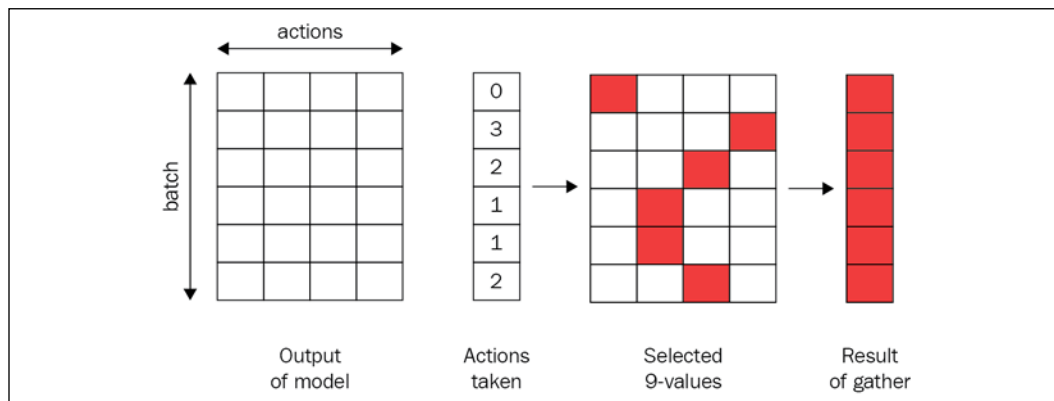 actions
batch
0
3
2
1
1
2
Output
of model
Actions
taken
Selected
9-values
Result
of gather